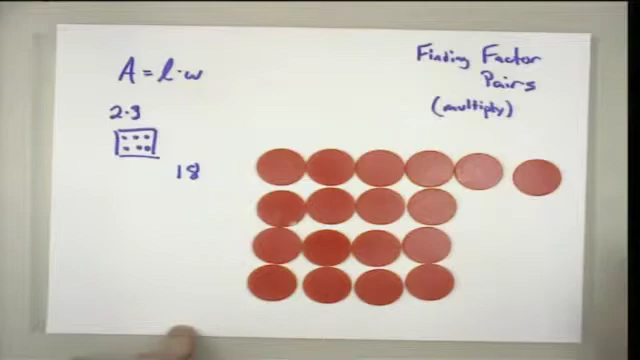 A = l·w
2·3
18
Finding Factor
Pairs
(multiply)